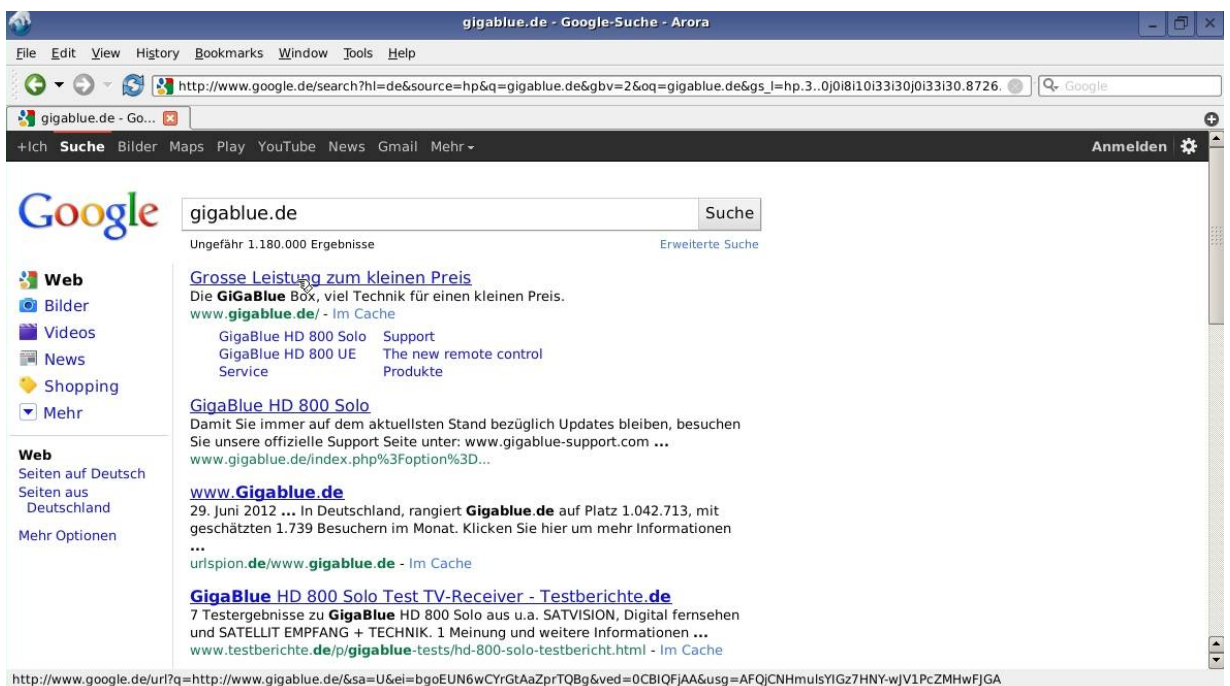 gigablue.de - Google-Suche - Arora
File Edit View History Bookmarks Window Tools Help
http://www.google.de/search?hl=de&source=hp&q=gigablue.de&gbv=2&oq=gigablue.de&gs_l=hp.3..0j0i8i10i33i30j0i33i30.8726.
Google
gigablue.de - Go...
+Ich Suche Bilder Maps Play YouTube News Gmail Mehr
Anmelden
Google
gigablue.de
Suche
Ungefähr 1.180.000 Ergebnisse
Erweiterte Suche
Web
Bilder
Videos
News
Shopping
Mehr
Web
Seiten auf Deutsch
Seiten aus
Deutschland
Mehr Optionen
Grosse Leistung zum kleinen Preis
Die GiGaBlue Box, viel Technik für einen kleinen Preis.
www.gigablue.de/ - Im Cache
GigaBlue HD 800 Solo Support
GigaBlue HD 800 UE The new remote control
Service Produkte
GigaBlue HD 800 Solo
Damit Sie immer auf dem aktuellsten Stand bezüglich Updates bleiben, besuchen
Sie unsere offizielle Support Seite unter: www.gigablue-support.com ...
www.gigablue.de/index.php%3Foption%3D...
www.Gigablue.de
29. Juni 2012 ... In Deutschland, rangiert Gigablue.de auf Platz 1.042.713, mit
geschätzten 1.739 Besuchern im Monat. Klicken Sie hier um mehr Informationen
...
urlspion.de/www.gigablue.de - Im Cache
GigaBlue HD 800 Solo Test TV-Receiver - Testberichte.de
7 Testergebnisse zu GigaBlue HD 800 Solo aus u.a. SATVISION, Digital fernsehen
und SATELLIT EMPFANG + TECHNIK. 1 Meinung und weitere Informationen ...
www.testberichte.de/p/gigablue-tests/hd-800-solo-testbericht.html - Im Cache
http://www.google.de/url?q=http://www.gigablue.de/&sa=U&ei=bgoEUN6wCYrGtAaZprTQBg&ved=0CBIQFjAA&usg=AFQjCNHmulsYIGz7HNY-wJV1PcZMHwFJGA